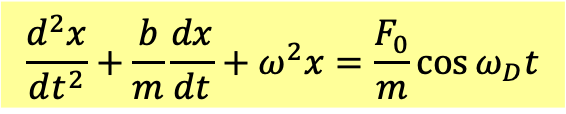 d²x/dt² + b/m dx/dt + ω²x = F₀/m cos ω_D t